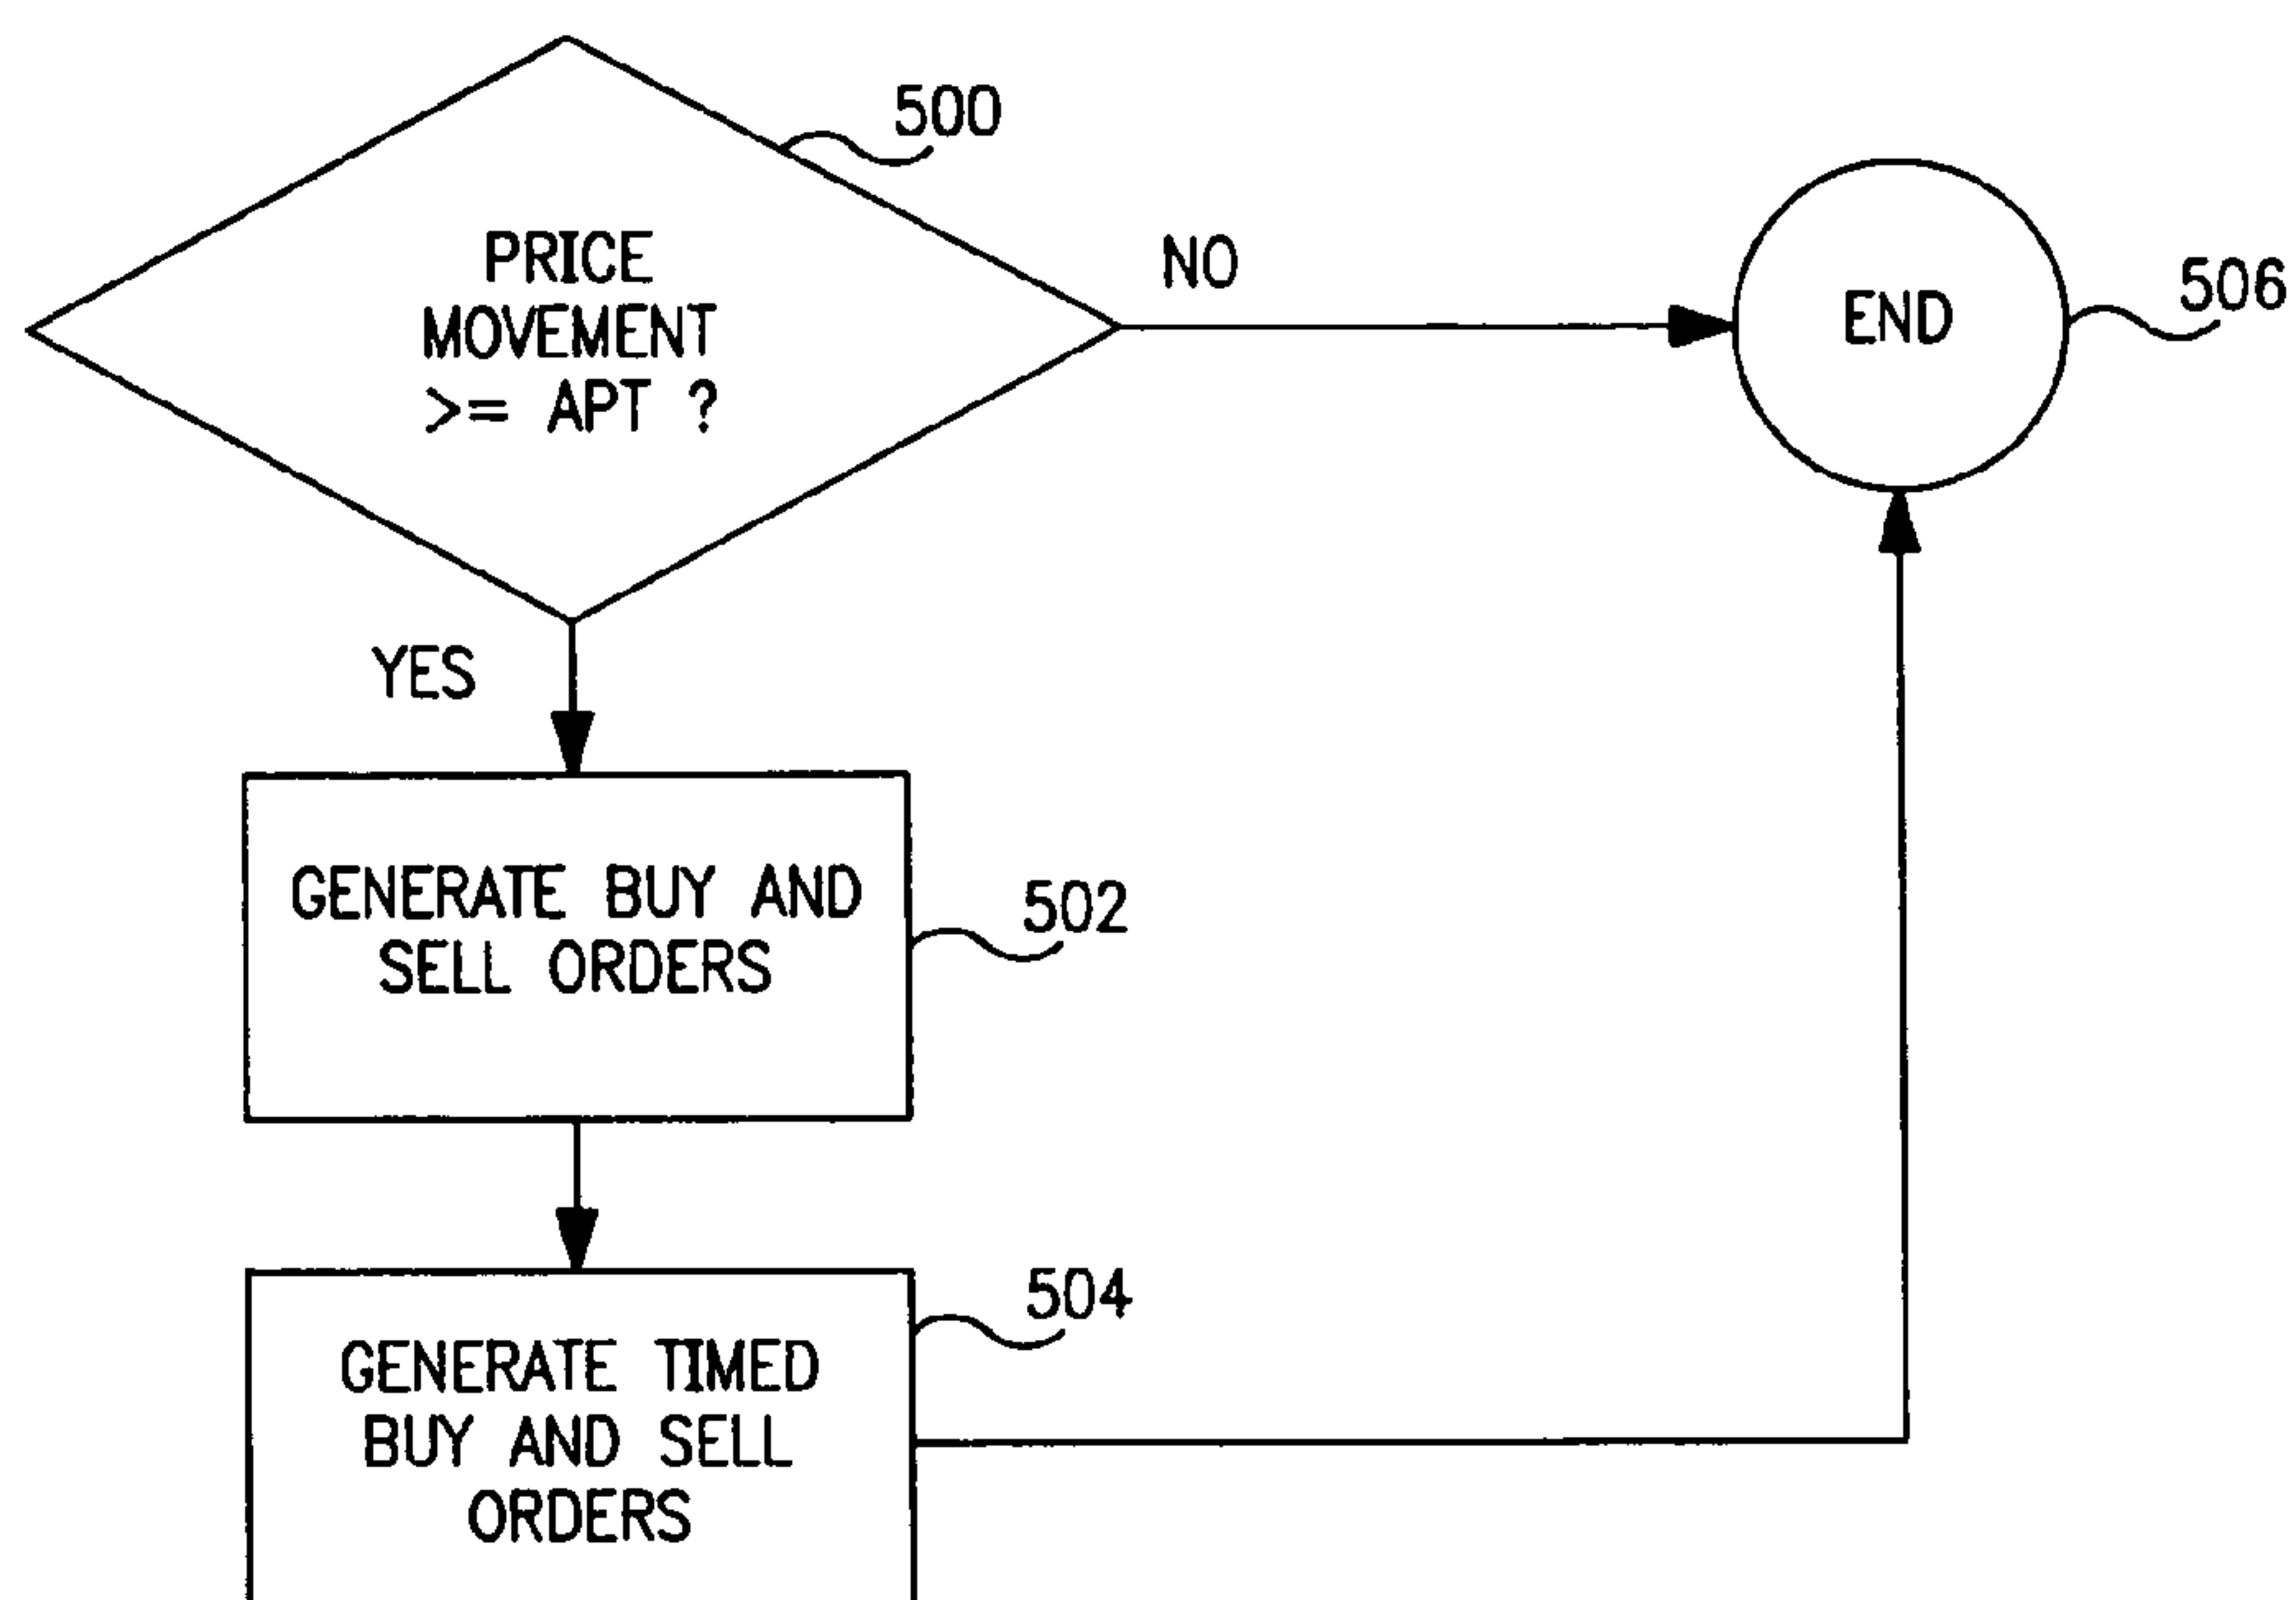 500
PRICE
MOVEMENT
>= APT ?
NO
END
506
YES
GENERATE BUY AND
SELL ORDERS
502
504
GENERATE TIMED
BUY AND SELL
ORDERS